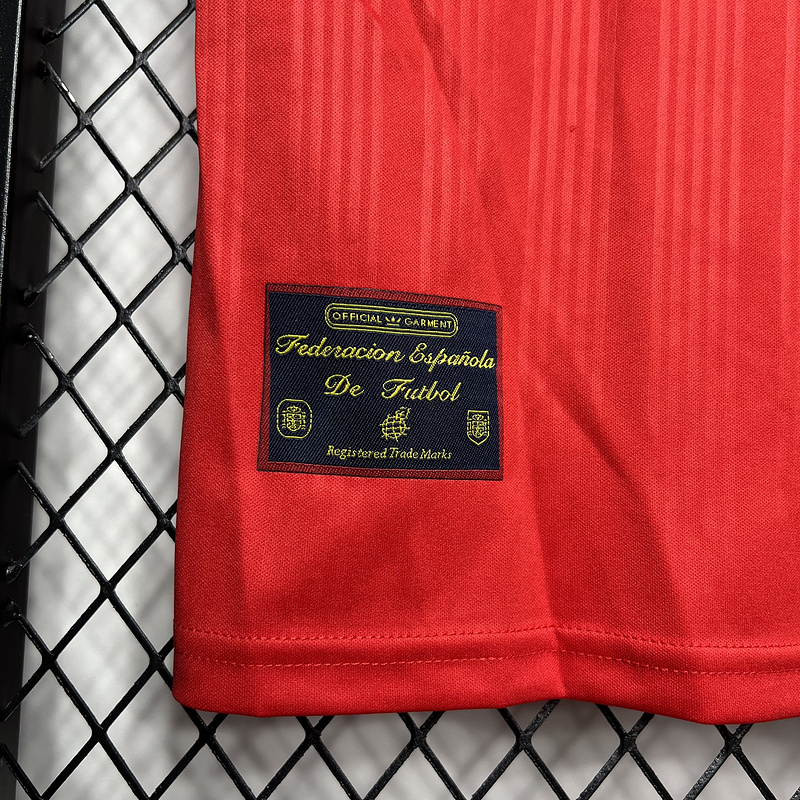 OFFICIAL GARMENT
Federacion Española
De Futbol
Registered Trade Marks